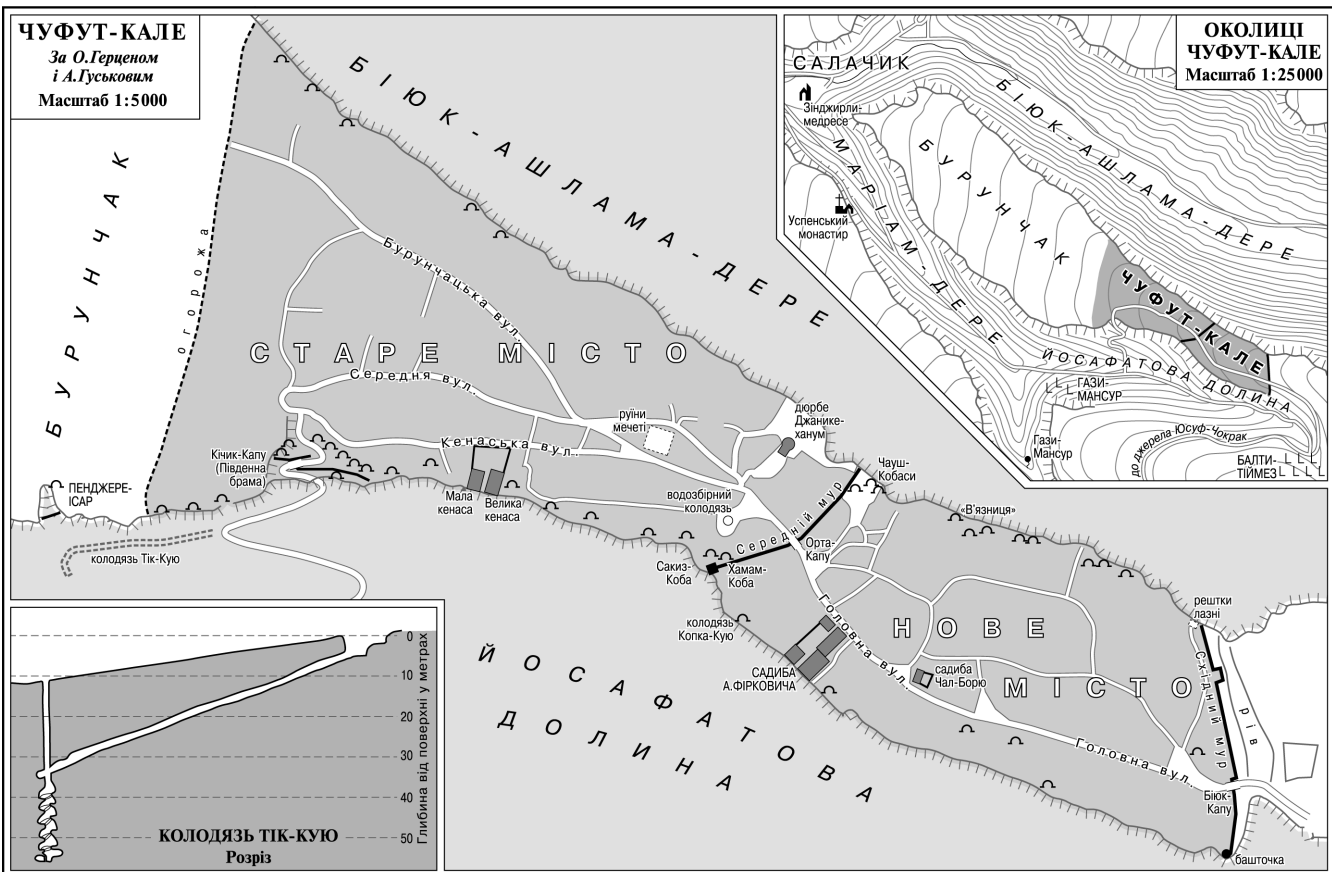 ЧУФУТ-КАЛЕ
За О.Герценом
і А.Гуськовим
Масштаб 1:5000
ОКОЛИЦІ
ЧУФУТ-КАЛЕ
Масштаб 1:25000
САЛАЧИК
Зінджирли-
медресе
БІЮК-АШЛАМА-ДЕРЕ
БУРУНЧАК
МАРІАМ-ДЕРЕ
Успенський
монастир
ЧУФУТ-КАЛЕ
ЙОСАФАТОВА ДОЛИНА
ГАЗИ-
МАНСУР
Гази-
Мансур
до джерела Юсуф-Чокрак
БАЛТИ-
ТІЙМЕЗ
БІЮК-АШЛАМА-ДЕРЕ
БУРУНЧАК
огорожа
Бурунчацька вул.
СТАРЕ МІСТО
Середня вул.
руїни
мечеті
дюрбе
Джанике-
ханум
Кенаська вул.
Кічик-Капу
(Південна
брама)
ПЕНДЖЕРЕ-
ІСАР
колодязь Тік-Кую
Мала
кенаса
Велика
кенаса
водозбірний
колодязь
Чауш-
Кобаси
Середній мур
«В'язниця»
Орта-
Капу
Сакиз-
Коба
Хамам-
Коба
колодязь
Копка-Кую
Головна вул.
НОВЕ
МІСТО
рештки
лазні
САДИБА
А.ФІРКОВИЧА
садиба
Чал-Борю
Східний мур
рів
Головна вул.
Біюк-
Капу
башточка
ЙОСАФАТОВА
ДОЛИНА
0
10
20
30
40
50
Глибина від поверхні у метрах
КОЛОДЯЗЬ ТІК-КУЮ
Розріз